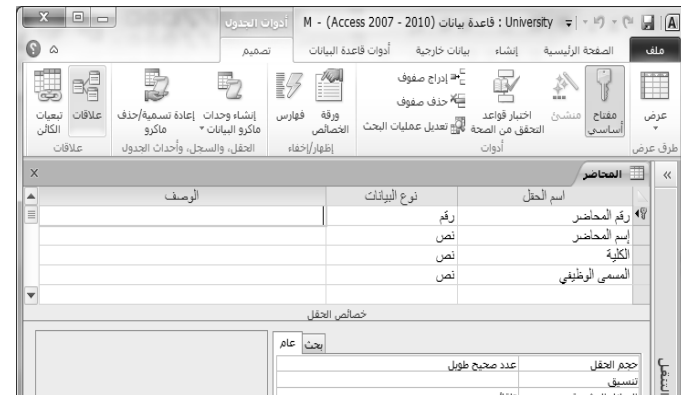 University : قاعدة بيانات (Access 2007 - 2010) - M
أدوات الجدول
ملف
الصفحة الرئيسية
إنشاء
بيانات خارجية
أدوات قاعدة البيانات
تصميم
عرض
مفتاح أساسي
منشئ
اختبار قواعد التحقق من الصحة
إدراج صفوف
حذف صفوف
تعديل عمليات البحث
ورقة الخصائص
فهارس
إنشاء وحدات ماكرو البيانات
إعادة تسمية/حذف ماكرو
علاقات
تبعيات الكائن
طرق عرض
أدوات
إظهار/إخفاء
الحقل، والسجل، وأحداث الجدول
علاقات
المحاضر
اسم الحقل نوع البيانات الوصف
رقم المحاضر رقم
إسم المحاضر نص
الكلية نص
المسمى الوظيفي نص
خصائص الحقل
عام بحث
حجم الحقل عدد صحيح طويل
تنسيق